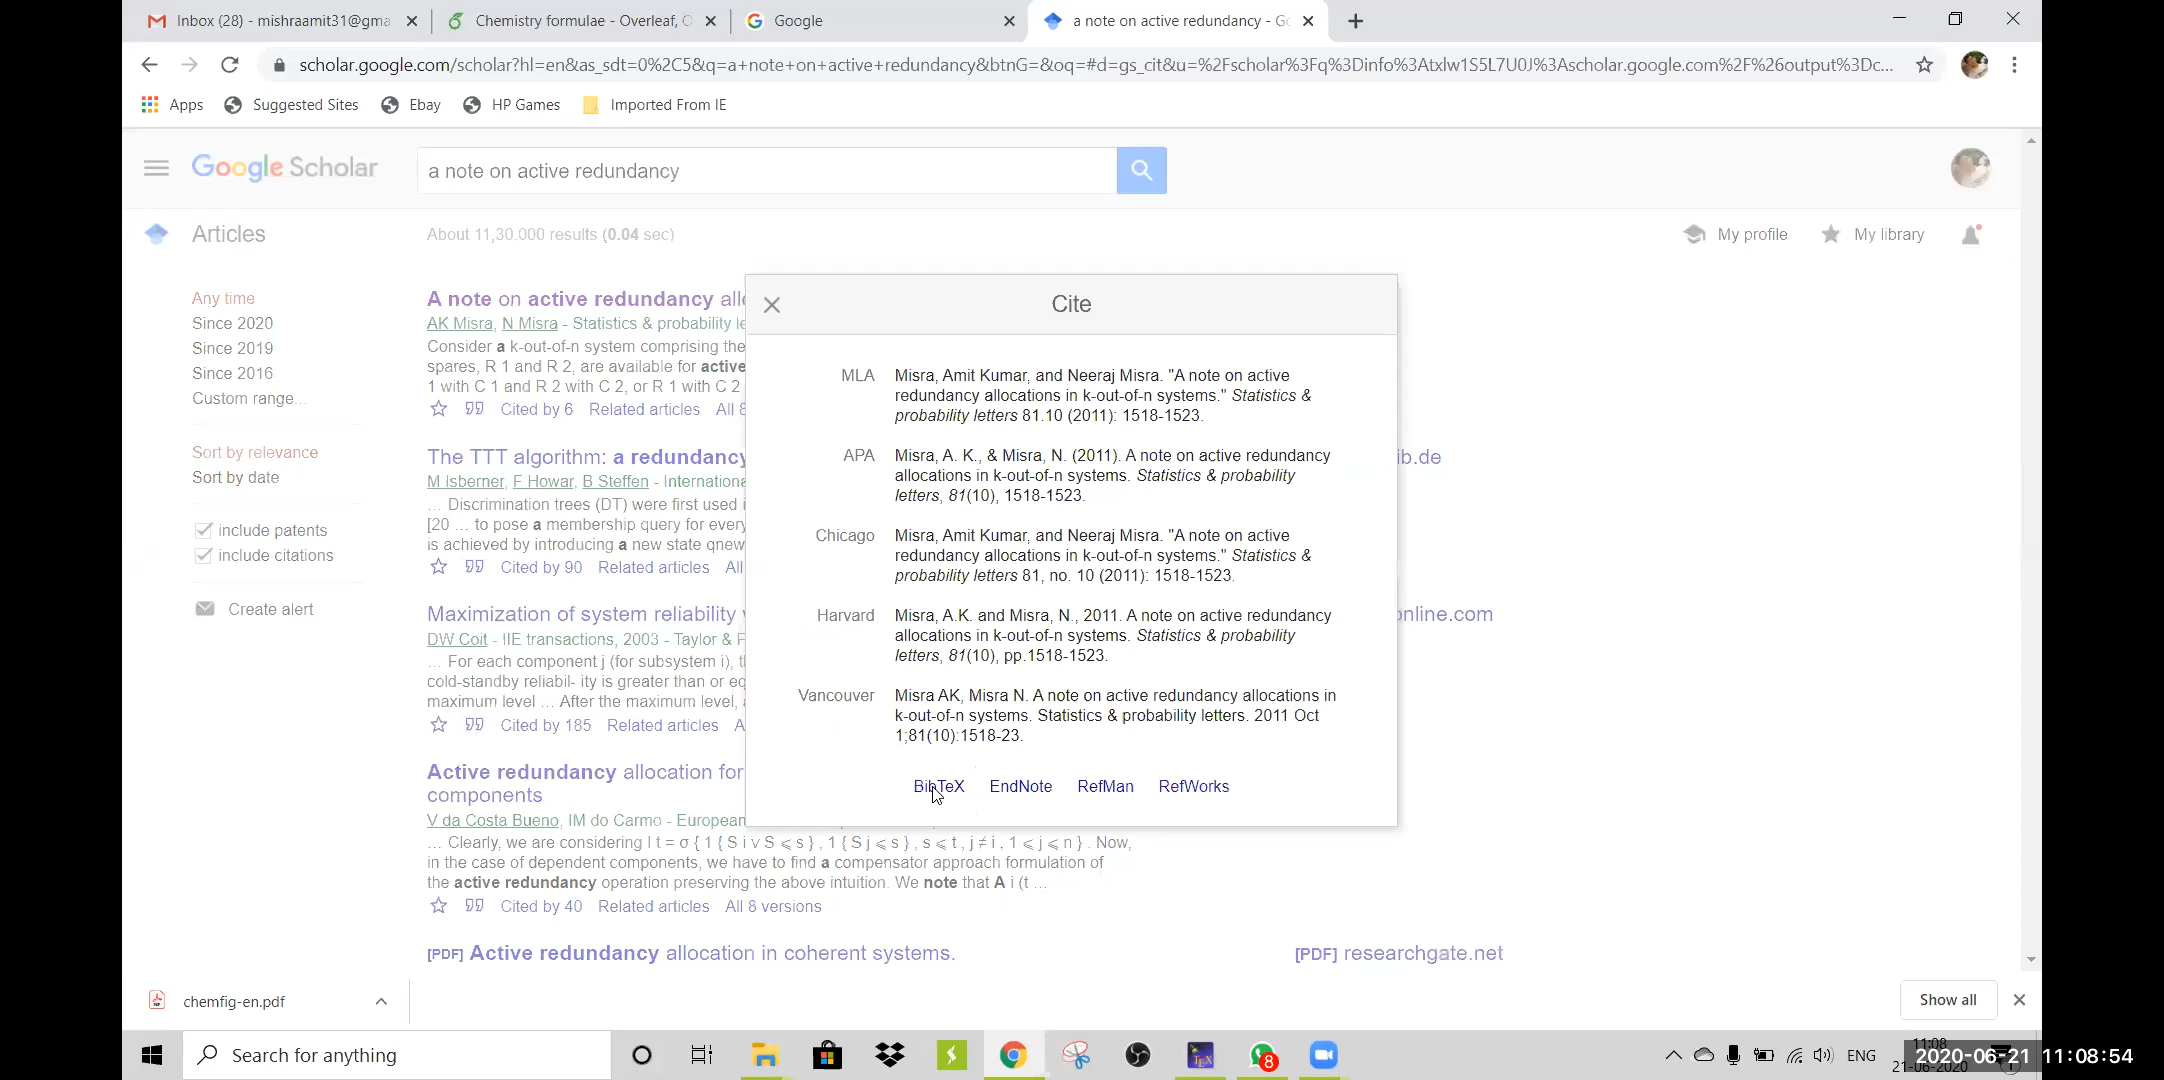 Inbox (28) - mishraamit31@gma
Chemistry formulae - Overleaf, O
Google
a note on active redundancy - Go
scholar.google.com/scholar?hl=en&as_sdt=0%2C5&q=a+note+on+active+redundancy&btnG=&oq=#d=gs_cit&u=%2Fscholar%3Fq%3Dinfo%3Atxlw1S5L7U0J%3Ascholar.google.com%2F%26output%3Dc...
Apps
Suggested Sites
Ebay
HP Games
Imported From IE
Google Scholar
a note on active redundancy
Articles
About 11,30,000 results (0.04 sec)
My profile
My library
Any time
Since 2020
Since 2019
Since 2016
Custom range...
Sort by relevance
Sort by date
include patents
include citations
Create alert
A note on active redundancy allo
AK Misra, N Misra - Statistics & probability le
Consider a k-out-of-n system comprising the
spares, R 1 and R 2, are available for active
1 with C 1 and R 2 with C 2, or R 1 with C 2
Cited by 6 Related articles All 8
The TTT algorithm: a redundancy
M Isberner, F Howar, B Steffen - Internationa
... Discrimination trees (DT) were first used i
[20 ... to pose a membership query for every
is achieved by introducing a new state qnew
Cited by 90 Related articles All
ib.de
Maximization of system reliability
DW Coit - IIE transactions, 2003 - Taylor & F
... For each component j (for subsystem i), t
cold-standby reliabil- ity is greater than or eq
maximum level ... After the maximum level,
Cited by 185 Related articles A
nline.com
Active redundancy allocation for
components
V da Costa Bueno, IM do Carmo - European
... Clearly, we are considering I t = σ { 1 { S i ∨ S ⩽ s } , 1 { S j ⩽ s } , s ⩽ t , j ≠ i , 1 ⩽ j ⩽ n } . Now,
in the case of dependent components, we have to find a compensator approach formulation of
the active redundancy operation preserving the above intuition. We note that A i (t ...
Cited by 40 Related articles All 8 versions
[PDF] Active redundancy allocation in coherent systems.
[PDF] researchgate.net
Cite
MLA
Misra, Amit Kumar, and Neeraj Misra. "A note on active
redundancy allocations in k-out-of-n systems." Statistics &
probability letters 81.10 (2011): 1518-1523.
APA
Misra, A. K., & Misra, N. (2011). A note on active redundancy
allocations in k-out-of-n systems. Statistics & probability
letters, 81(10), 1518-1523.
Chicago
Misra, Amit Kumar, and Neeraj Misra. "A note on active
redundancy allocations in k-out-of-n systems." Statistics &
probability letters 81, no. 10 (2011): 1518-1523.
Harvard
Misra, A.K. and Misra, N., 2011. A note on active redundancy
allocations in k-out-of-n systems. Statistics & probability
letters, 81(10), pp.1518-1523.
Vancouver
Misra AK, Misra N. A note on active redundancy allocations in
k-out-of-n systems. Statistics & probability letters. 2011 Oct
1;81(10):1518-23.
BibTeX EndNote RefMan RefWorks
chemfig-en.pdf
Show all
Search for anything
8
ENG
11:08
21-06-2020
2020-06-21 11:08:54